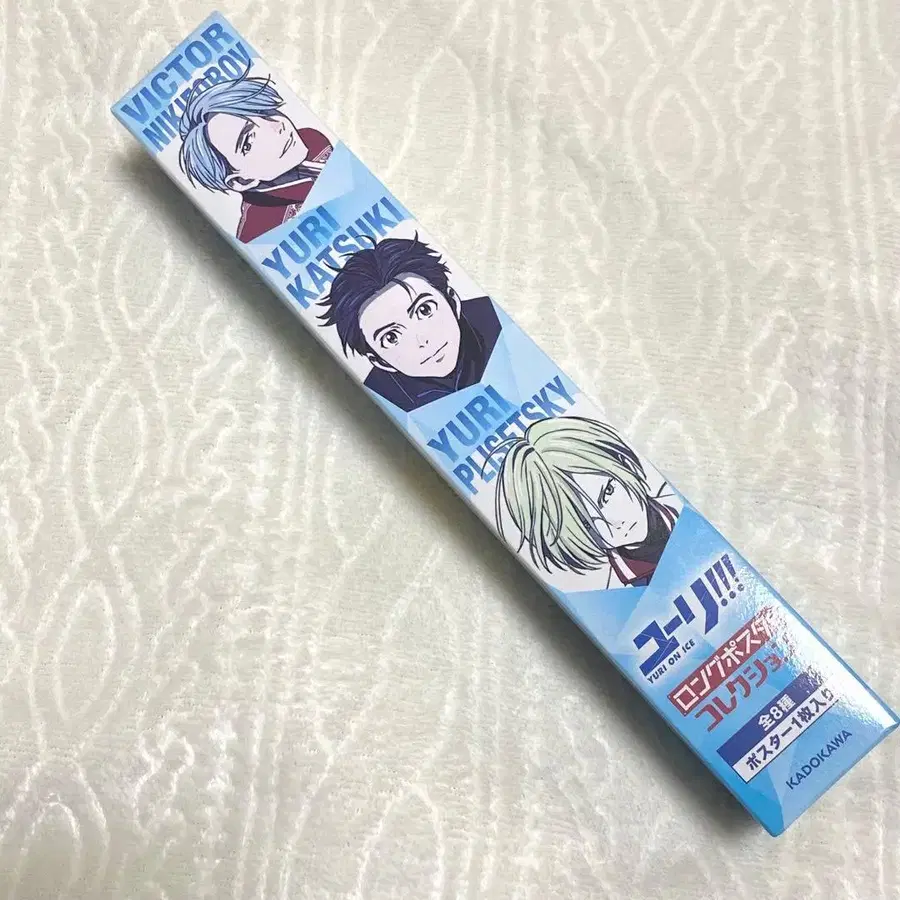 VICTOR
NIKIFOROV
YURI
KATSUKI
YURI
PLISETSKY
ユーリ!!!
YURI ON ICE
ロングポスター
コレクション
全8種
ポスター1枚入り
KADOKAWA